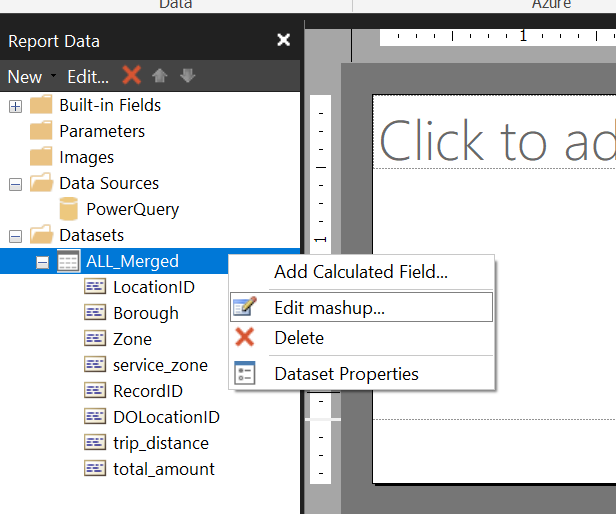 Data
Azure
Report Data
New
Edit...
Built-in Fields
Parameters
Images
Data Sources
PowerQuery
Datasets
ALL_Merged
LocationID
Borough
Zone
service_zone
RecordID
DOLocationID
trip_distance
total_amount
Add Calculated Field...
Edit mashup...
Delete
Dataset Properties
1
1
Click to ad